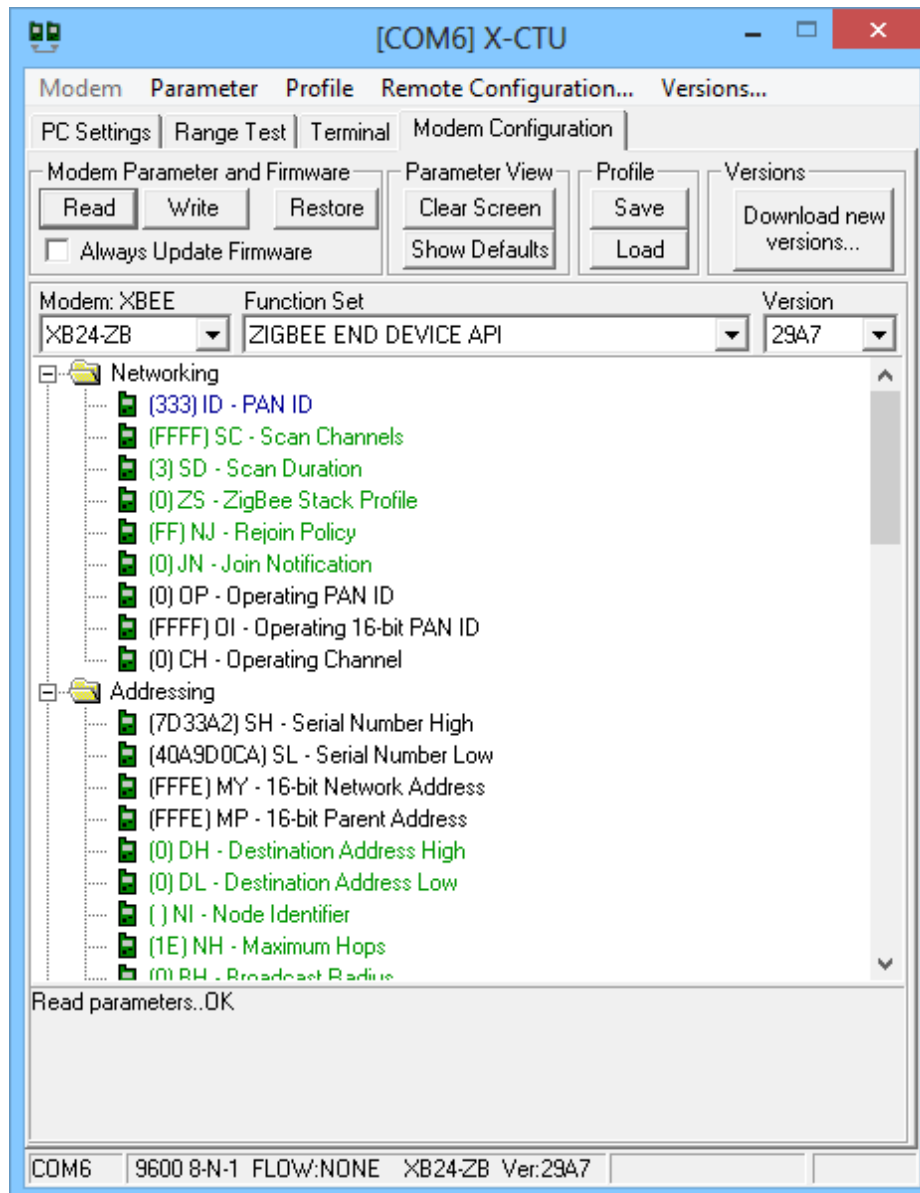 [COM6] X-CTU
Modem Parameter Profile Remote Configuration... Versions...
PC Settings Range Test Terminal Modem Configuration
Modem Parameter and Firmware Parameter View Profile Versions
Read Write Restore Clear Screen Save Download new versions...
Always Update Firmware Show Defaults Load
Modem: XBEE Function Set Version
XB24-ZB ZIGBEE END DEVICE API 29A7
Networking
(333) ID - PAN ID
(FFFF) SC - Scan Channels
(3) SD - Scan Duration
(0) ZS - ZigBee Stack Profile
(FF) NJ - Rejoin Policy
(0) JN - Join Notification
(0) OP - Operating PAN ID
(FFFF) OI - Operating 16-bit PAN ID
(0) CH - Operating Channel
Addressing
(7D33A2) SH - Serial Number High
(40A9D0CA) SL - Serial Number Low
(FFFE) MY - 16-bit Network Address
(FFFE) MP - 16-bit Parent Address
(0) DH - Destination Address High
(0) DL - Destination Address Low
( ) NI - Node Identifier
(1E) NH - Maximum Hops
(0) BH - Broadcast Radius
Read parameters..OK
COM6 9600 8-N-1 FLOW:NONE XB24-ZB Ver:29A7